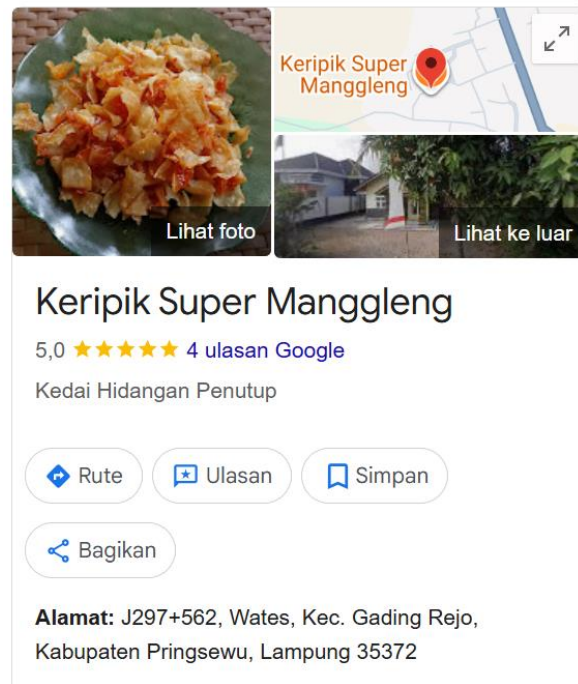 Keripik Super
Manggleng
Lihat foto
Lihat ke luar
Keripik Super Manggleng
5,0 ★★★★★ 4 ulasan Google
Kedai Hidangan Penutup
Rute
Ulasan
Simpan
Bagikan
Alamat: J297+562, Wates, Kec. Gading Rejo,
Kabupaten Pringsewu, Lampung 35372